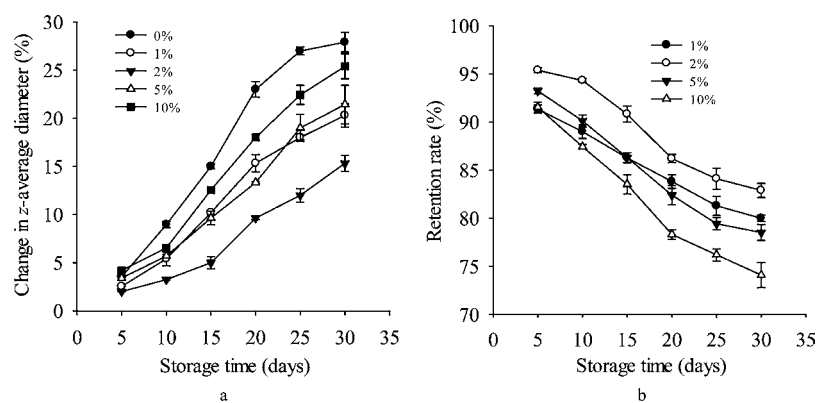 30
25
20
15
10
5
0
Change in z-average diameter (%)
0%
1%
2%
5%
10%
0 5 10 15 20 25 30 35
Storage time (days)
a
100
95
90
85
80
75
70
Retention rate (%)
1%
2%
5%
10%
0 5 10 15 20 25 30 35
Storage time (days)
b